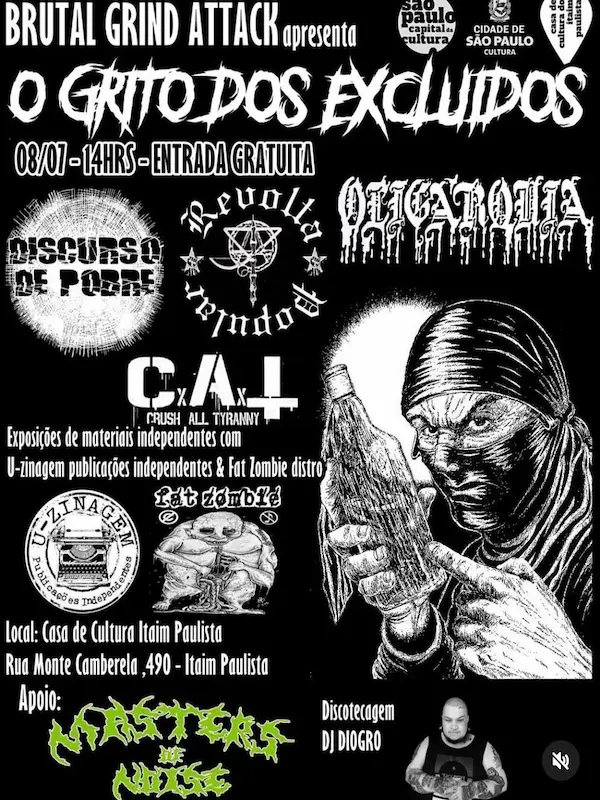 BRUTAL GRIND ATTACK apresenta
são paulo capital da cultura
CIDADE DE SÃO PAULO CULTURA
casa de cultura do itaim paulista
O GRITO DOS EXCLUIDOS
08/07 - 14HRS - ENTRADA GRATUITA
DISCURSO DE POBRE
Revolta Popular
OLIGARQUIA
C.x.A.x.T
CRUSH ALL TYRANNY
Exposições de materiais independentes com
U-zinagem publicações independentes & Fat Zombie distro
U-ZINAGEM
Publicações Independentes
fat zombie
Local: Casa de Cultura Itaim Paulista
Rua Monte Camberela ,490 - Itaim Paulista
Apoio:
MASTERS OF NOISE
Discotecagem
DJ DIOGRO